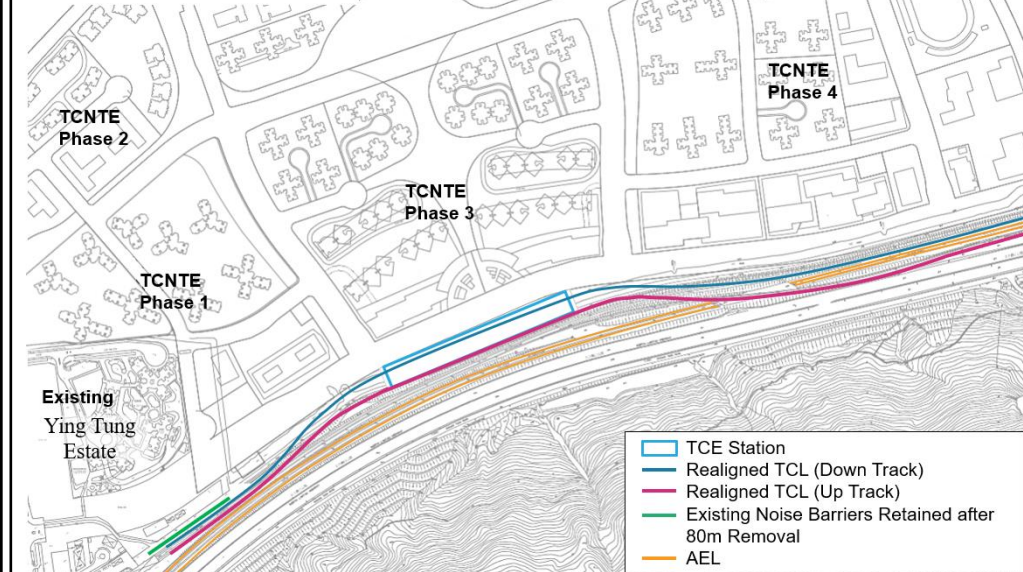 TCNTE
Phase 4
TCNTE
Phase 2
TCNTE
Phase 3
TCNTE
Phase 1
Existing
Ying Tung
Estate
TCE Station
Realigned TCL (Down Track)
Realigned TCL (Up Track)
Existing Noise Barriers Retained after
80m Removal
AEL